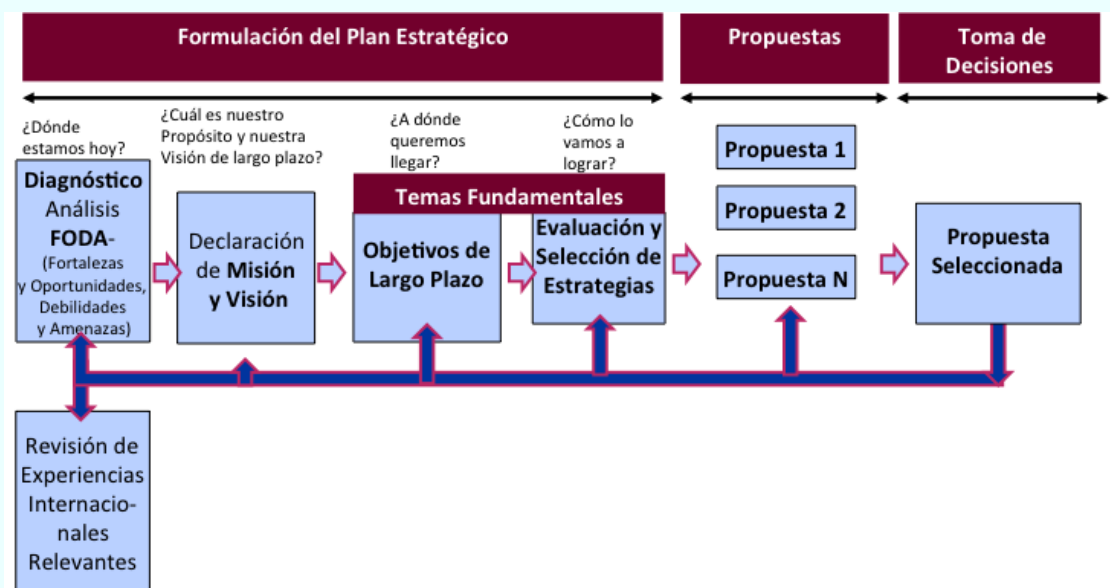 Formulación del Plan Estratégico
Propuestas
Toma de
Decisiones
¿Dónde
estamos hoy?
¿Cuál es nuestro
Propósito y nuestra
Visión de largo plazo?
¿A dónde
queremos
llegar?
¿Cómo lo
vamos a
lograr?
Diagnóstico
Análisis
FODA-
(Fortalezas
y Oportunidades,
Debilidades
y Amenazas)
Declaración
de Misión
y Visión
Temas Fundamentales
Objetivos de
Largo Plazo
Evaluación y
Selección de
Estrategias
Propuesta 1
Propuesta 2
Propuesta N
Propuesta
Seleccionada
Revisión de
Experiencias
Internacio-
nales
Relevantes